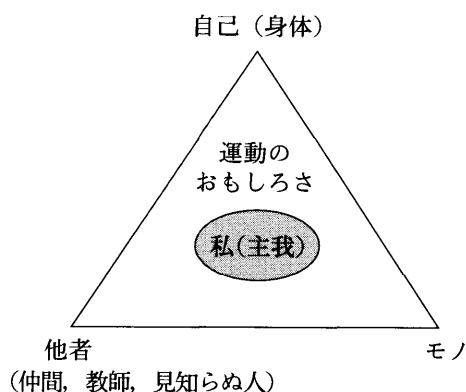 自己（身体）
運動の
おもしろさ
私（主我）
他者
モノ
（仲間，教師，見知らぬ人）